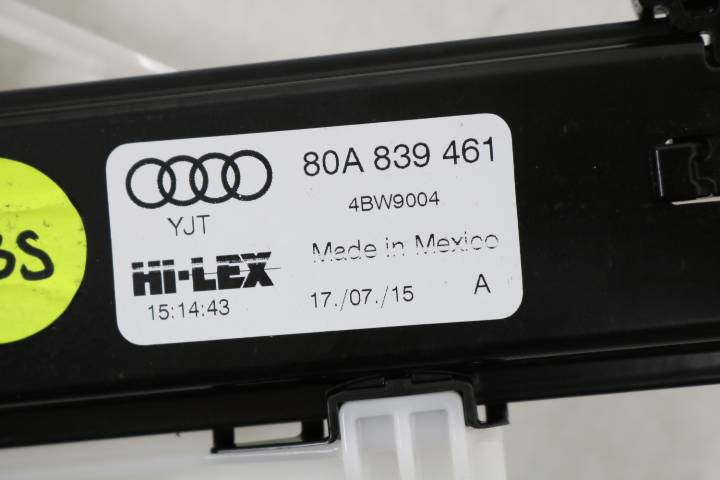 80A 839 461
4BW9004
YJT
Made in Mexico
HI-LEX
15:14:43
17./07./15
A